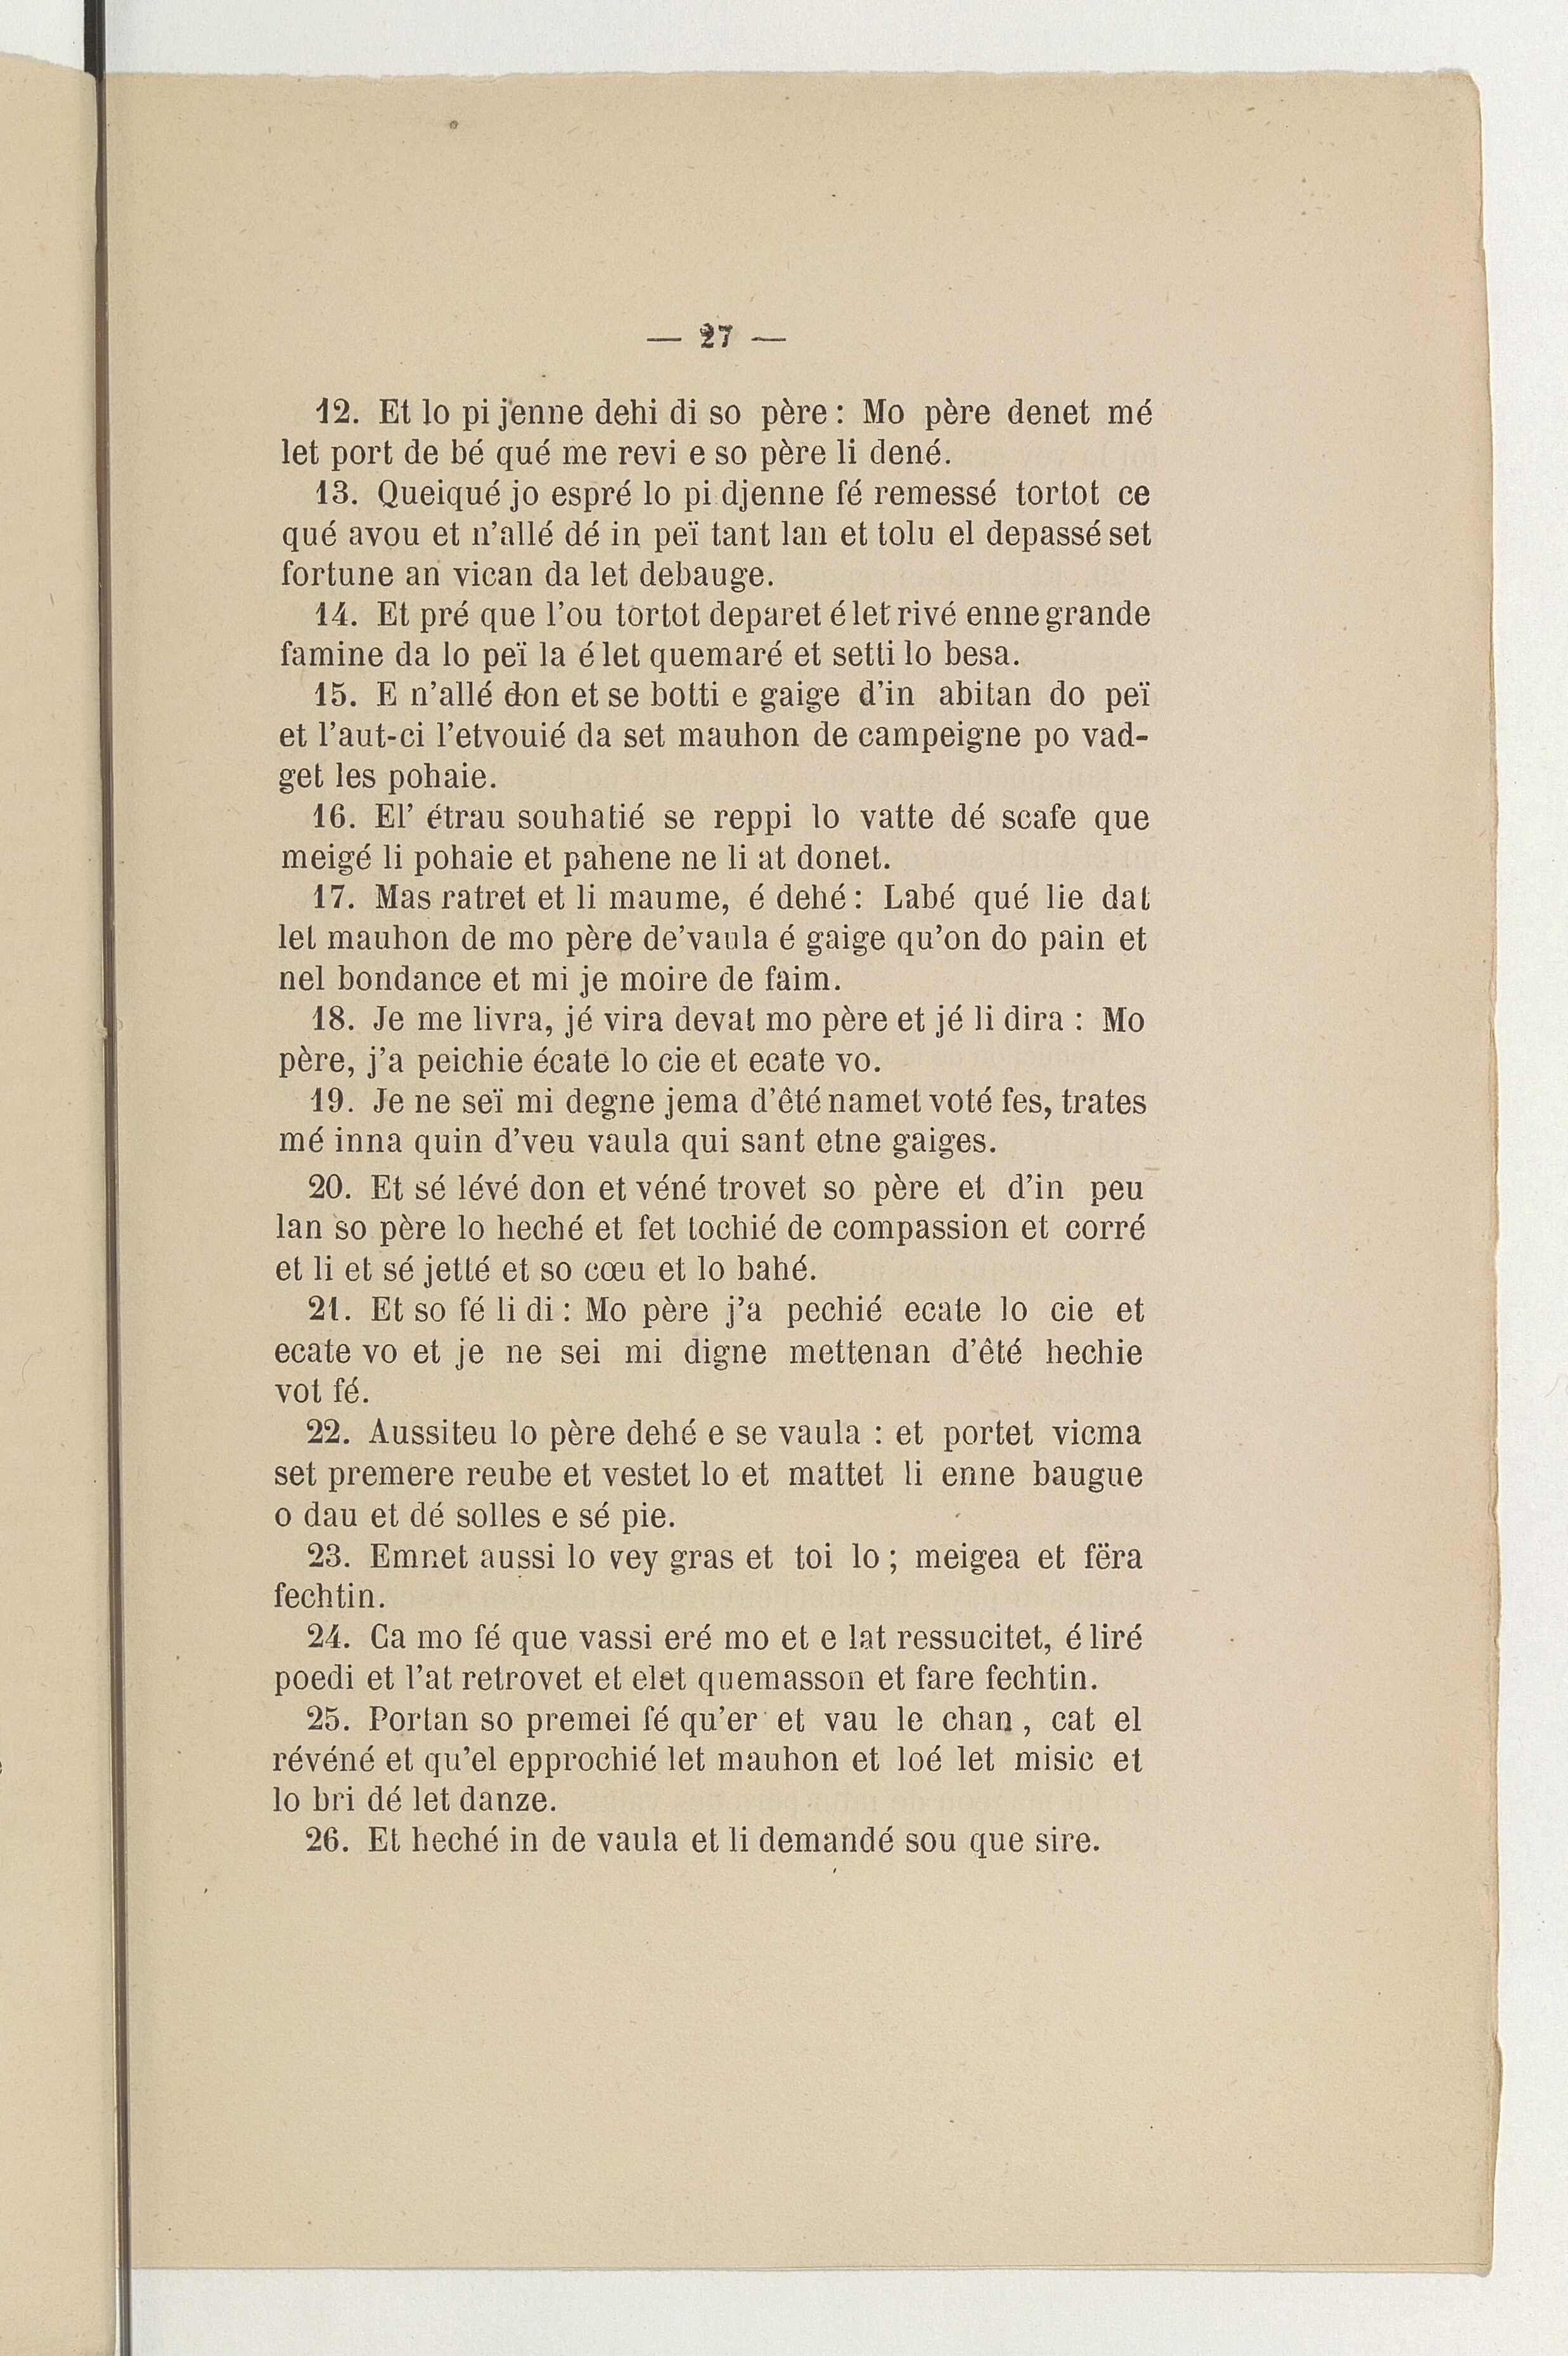 — 27 —
12. Et lo pi jenne dehi di so père : Mo père denet mé
let port de bé qué me revi e so père li dené.
13. Queiqué jo espré lo pi djenne fé remessé tortot ce
qué avou et n'allé dé in peï tant lan et tolu el depassé set
fortune an vican da let debauge.
14. Et pré que l'ou tortot deparet é let rivé enne grande
famine da lo peï la é let quemaré et setti lo besa.
15. E n'allé don et se botti e gaige d'in abitan do peï
et l'aut-ci l'etvouié da set mauhon de campeigne po vad-
get les pohaie.
16. El' étrau souhatié se reppi lo vatte dé scafe que
meigé li pohaie et pahene ne li at donet.
17. Mas ratret et li maume, é dehé : Labé qué lie dat
let mauhon de mo père de'vaula é gaige qu'on do pain et
nel bondance et mi je moire de faim.
18. Je me livra, jé vira devat mo père et jé li dira : Mo
père, j'a peichie écate lo cie et ecate vo.
19. Je ne seï mi degne jema d'êté namet voté fes, trates
mé inna quin d'veu vaula qui sant etne gaiges.
20. Et sé lévé don et véné trovet so père et d'in peu
lan so père lo heché et fet tochié de compassion et corré
et li et sé jetté et so cœu et lo bahé.
21. Et so fé li di : Mo père j'a pechié ecate lo cie et
ecate vo et je ne sei mi digne mettenan d'êté hechie
vot fé.
22. Aussiteu lo père dehé e se vaula : et portet vicma
set premere reube et vestet lo et mattet li enne baugue
o dau et dé solles e sé pie.
23. Emnet aussi lo vey gras et toi lo ; meigea et fëra
fechtin.
24. Ca mo fé que vassi eré mo et e lat ressucitet, é liré
poedi et l'at retrovet et elet quemasson et fare fechtin.
25. Portan so premei fé qu'er et vau le chan, cat el
révéné et qu'el epprochié let mauhon et loé let misic et
lo bri dé let danze.
26. Et heché in de vaula et li demandé sou que sire.